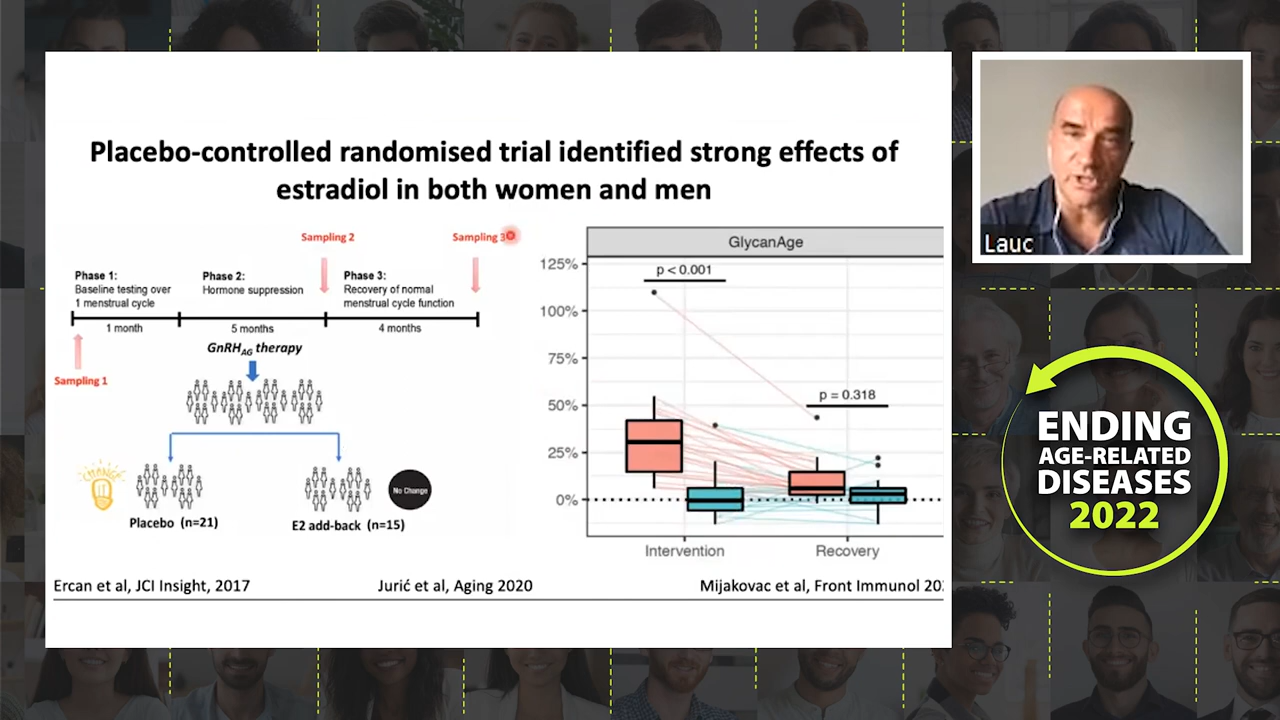 Placebo-controlled randomised trial identified strong effects of
estradiol in both women and men
Sampling 2
Sampling 3
Phase 1:
Baseline testing over
1 menstrual cycle
Phase 2:
Hormone suppression
Phase 3:
Recovery of normal
menstrual cycle function
1 month
5 months
4 months
Sampling 1
GnRHAG therapy
CHANGE
Placebo (n=21)
E2 add-back (n=15)
No Change
GlycanAge
125%
100%
75%
50%
25%
0%
p < 0.001
p = 0.318
Intervention
Recovery
Ercan et al, JCI Insight, 2017
Jurić et al, Aging 2020
Mijakovac et al, Front Immunol 20
Lauc
ENDING
AGE-RELATED
DISEASES
2022